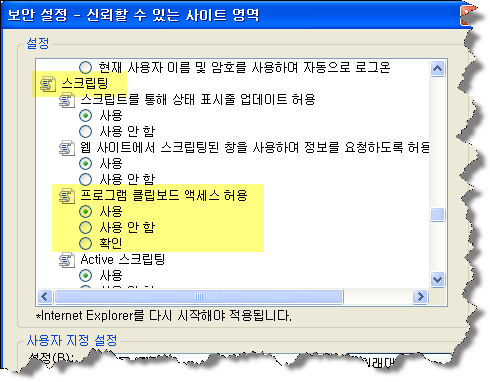 보안 설정 - 신뢰할 수 있는 사이트 영역
설정
현재 사용자 이름 및 암호를 사용하여 자동으로 로그온
스크립팅
스크립트를 통해 상태 표시줄 업데이트 허용
사용
사용 안 함
웹 사이트에서 스크립팅된 창을 사용하여 정보를 요청하도록 허용
사용
사용 안 함
프로그램 클립보드 액세스 허용
사용
사용 안 함
확인
Active 스크립팅
사용
사용 안 함
*Internet Explorer를 다시 시작해야 적용됩니다.
사용자 지정 설정
설정(R):